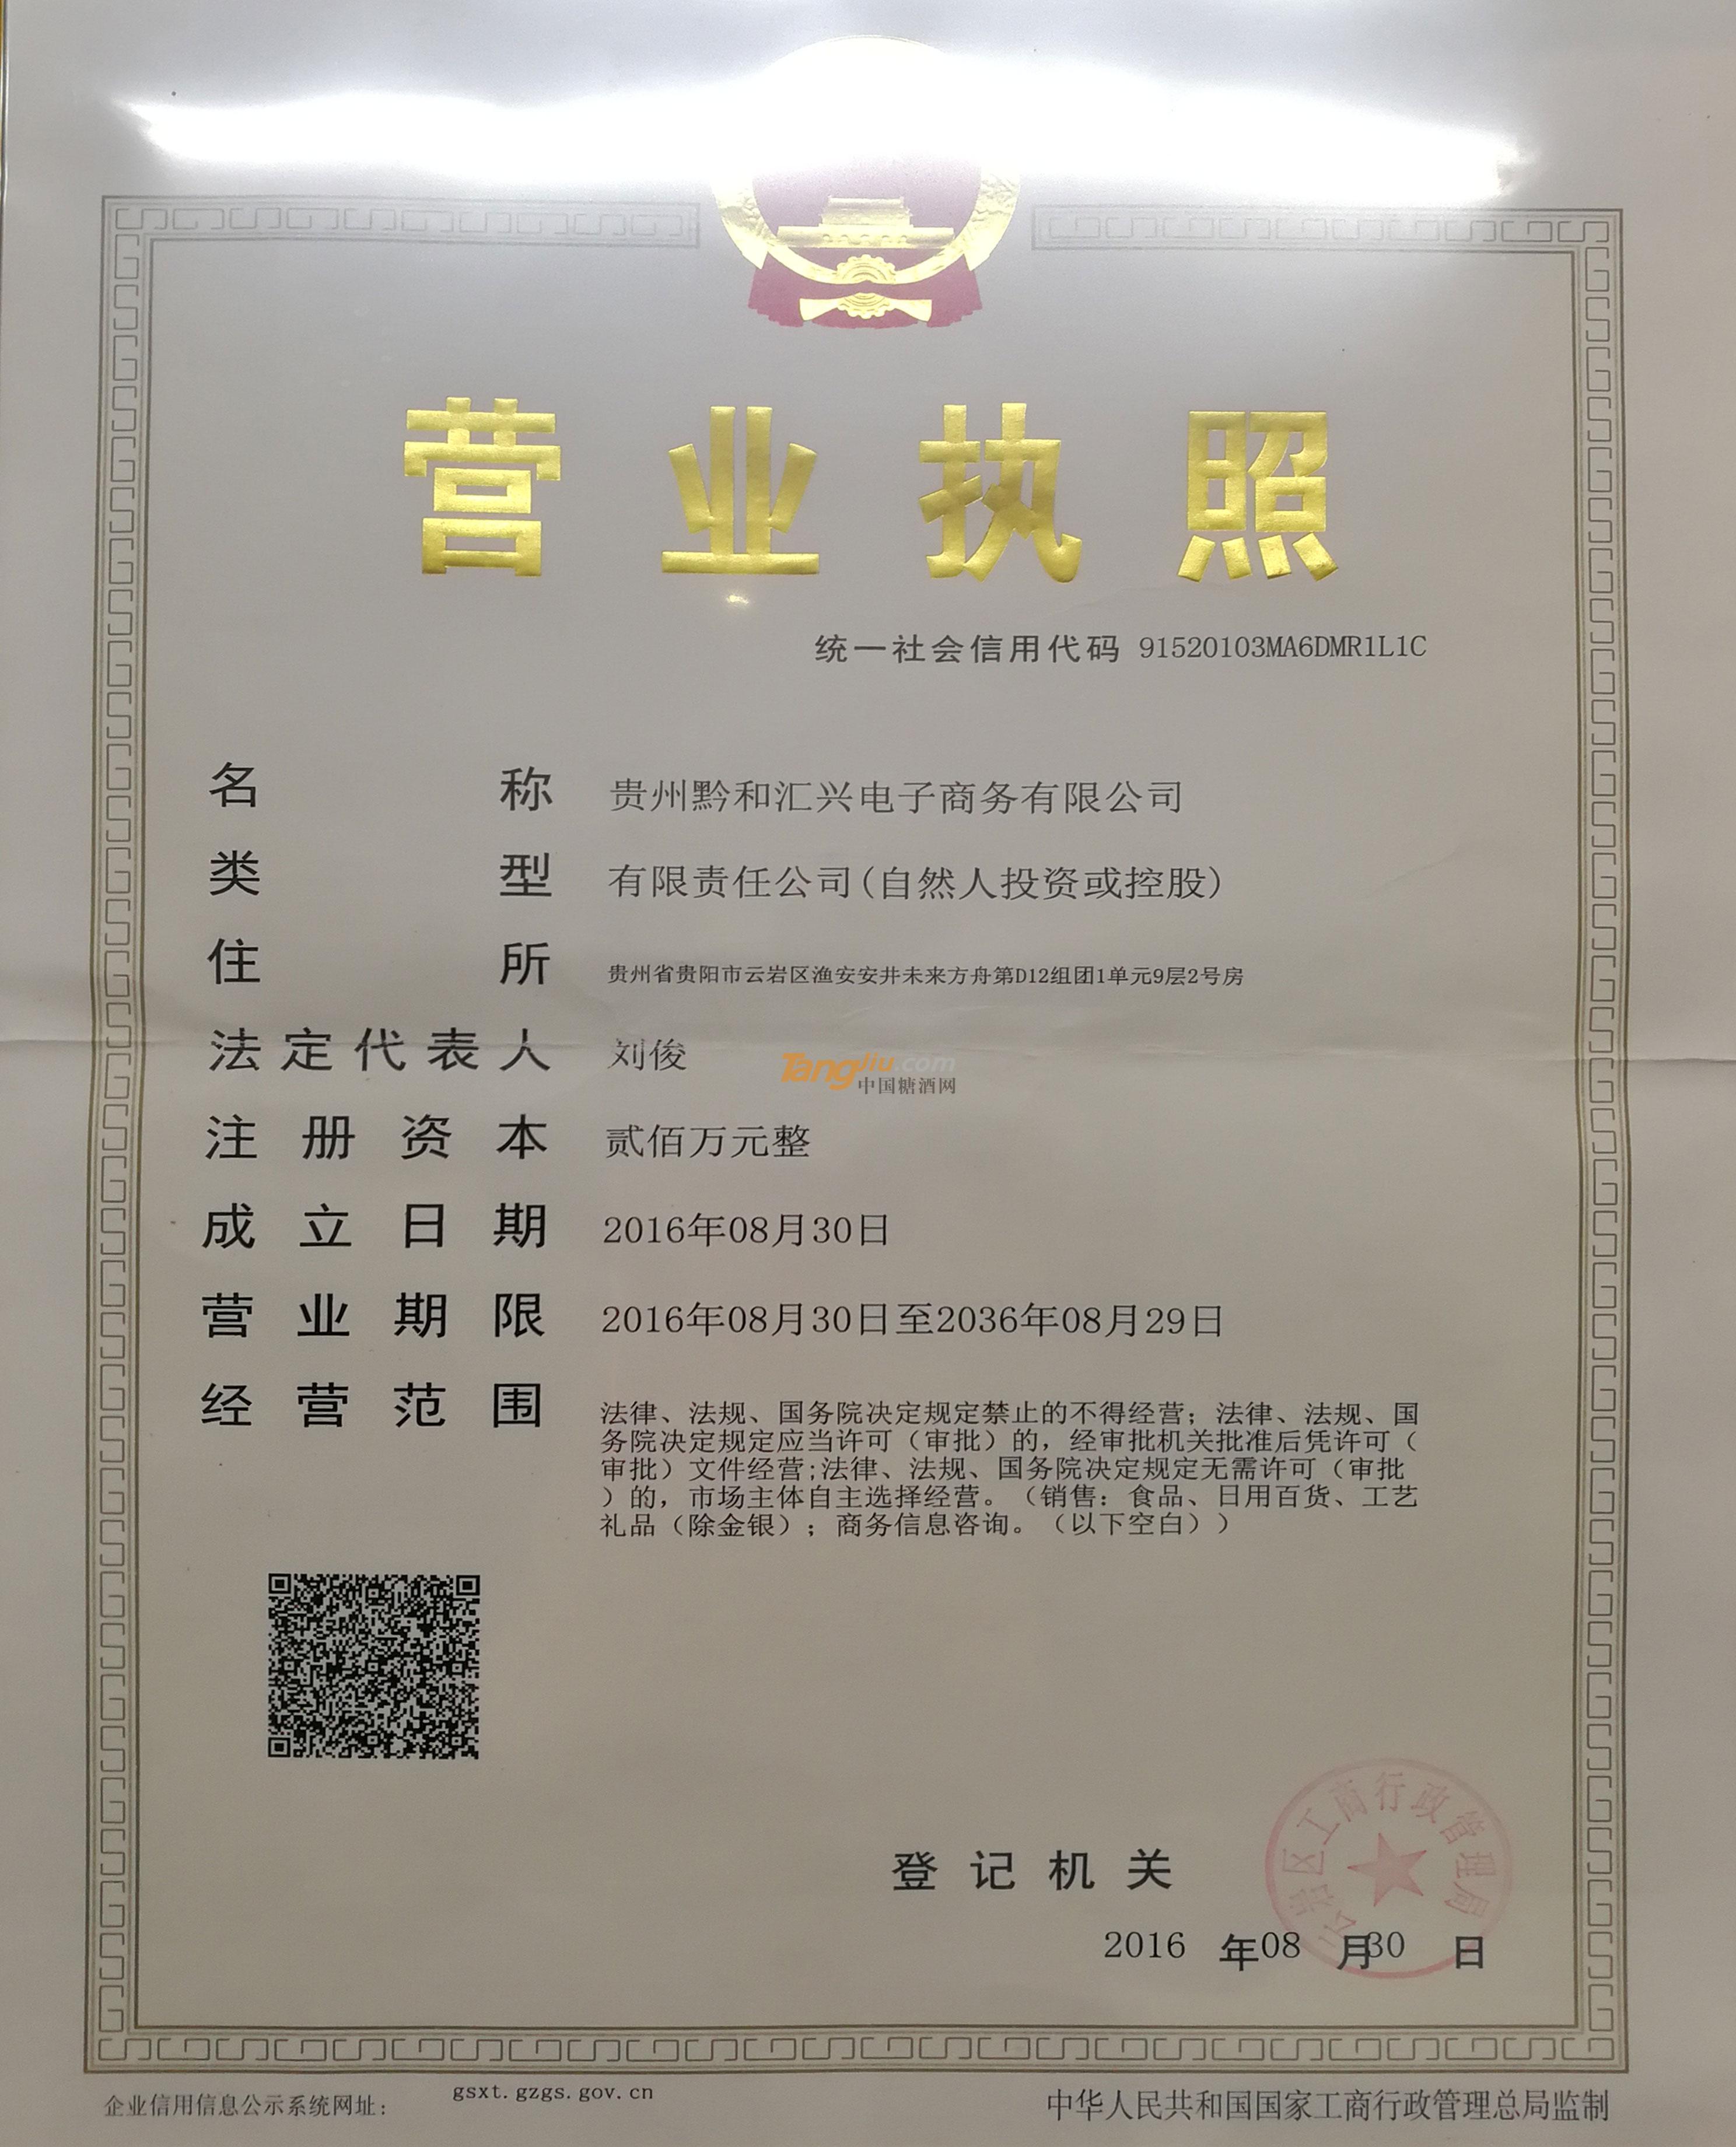 营业执照
统一社会信用代码 91520103MA6DMR1L1C
名称 贵州黔和汇兴电子商务有限公司
类型 有限责任公司(自然人投资或控股)
住所 贵州省贵阳市云岩区渔安安井未来方舟第D12组团1单元9层2号房
法定代表人 刘俊
TangJiu.com
中国糖酒网
注册资本 贰佰万元整
成立日期 2016年08月30日
营业期限 2016年08月30日至2036年08月29日
经营范围 法律、法规、国务院决定规定禁止的不得经营；法律、法规、国
务院决定规定应当许可（审批）的，经审批机关批准后凭许可（
审批）文件经营;法律、法规、国务院决定规定无需许可（审批
）的，市场主体自主选择经营。（销售：食品、日用百货、工艺
礼品（除金银）；商务信息咨询。（以下空白））
云岩区工商行政管理局
登记机关
2016 年08 月30 日
企业信用信息公示系统网址： gsxt.gzgs.gov.cn
中华人民共和国国家工商行政管理总局监制